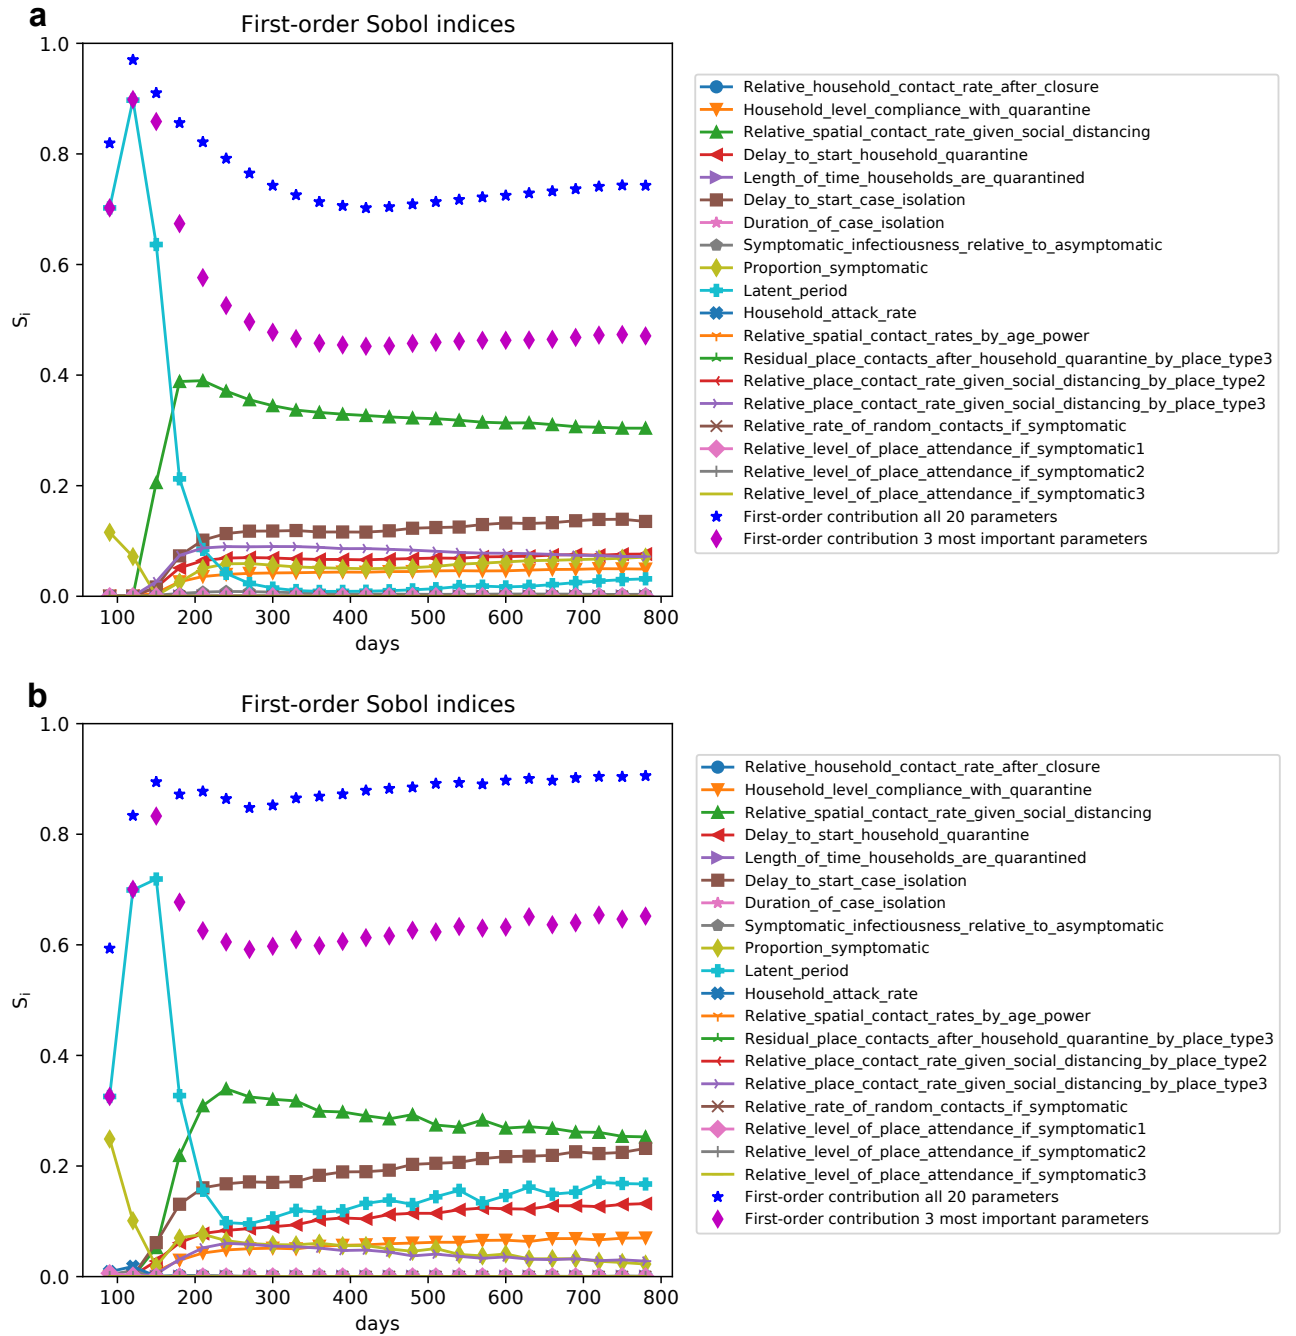 a
First-order Sobol indices
1.0
0.8
0.6
0.4
0.2
0.0
Si
100 200 300 400 500 600 700 800
days
Relative_household_contact_rate_after_closure
Household_level_compliance_with_quarantine
Relative_spatial_contact_rate_given_social_distancing
Delay_to_start_household_quarantine
Length_of_time_households_are_quarantined
Delay_to_start_case_isolation
Duration_of_case_isolation
Symptomatic_infectiousness_relative_to_asymptomatic
Proportion_symptomatic
Latent_period
Household_attack_rate
Relative_spatial_contact_rates_by_age_power
Residual_place_contacts_after_household_quarantine_by_place_type3
Relative_place_contact_rate_given_social_distancing_by_place_type2
Relative_place_contact_rate_given_social_distancing_by_place_type3
Relative_rate_of_random_contacts_if_symptomatic
Relative_level_of_place_attendance_if_symptomatic1
Relative_level_of_place_attendance_if_symptomatic2
Relative_level_of_place_attendance_if_symptomatic3
First-order contribution all 20 parameters
First-order contribution 3 most important parameters
b
First-order Sobol indices
1.0
0.8
0.6
0.4
0.2
0.0
Si
100 200 300 400 500 600 700 800
days
Relative_household_contact_rate_after_closure
Household_level_compliance_with_quarantine
Relative_spatial_contact_rate_given_social_distancing
Delay_to_start_household_quarantine
Length_of_time_households_are_quarantined
Delay_to_start_case_isolation
Duration_of_case_isolation
Symptomatic_infectiousness_relative_to_asymptomatic
Proportion_symptomatic
Latent_period
Household_attack_rate
Relative_spatial_contact_rates_by_age_power
Residual_place_contacts_after_household_quarantine_by_place_type3
Relative_place_contact_rate_given_social_distancing_by_place_type2
Relative_place_contact_rate_given_social_distancing_by_place_type3
Relative_rate_of_random_contacts_if_symptomatic
Relative_level_of_place_attendance_if_symptomatic1
Relative_level_of_place_attendance_if_symptomatic2
Relative_level_of_place_attendance_if_symptomatic3
First-order contribution all 20 parameters
First-order contribution 3 most important parameters